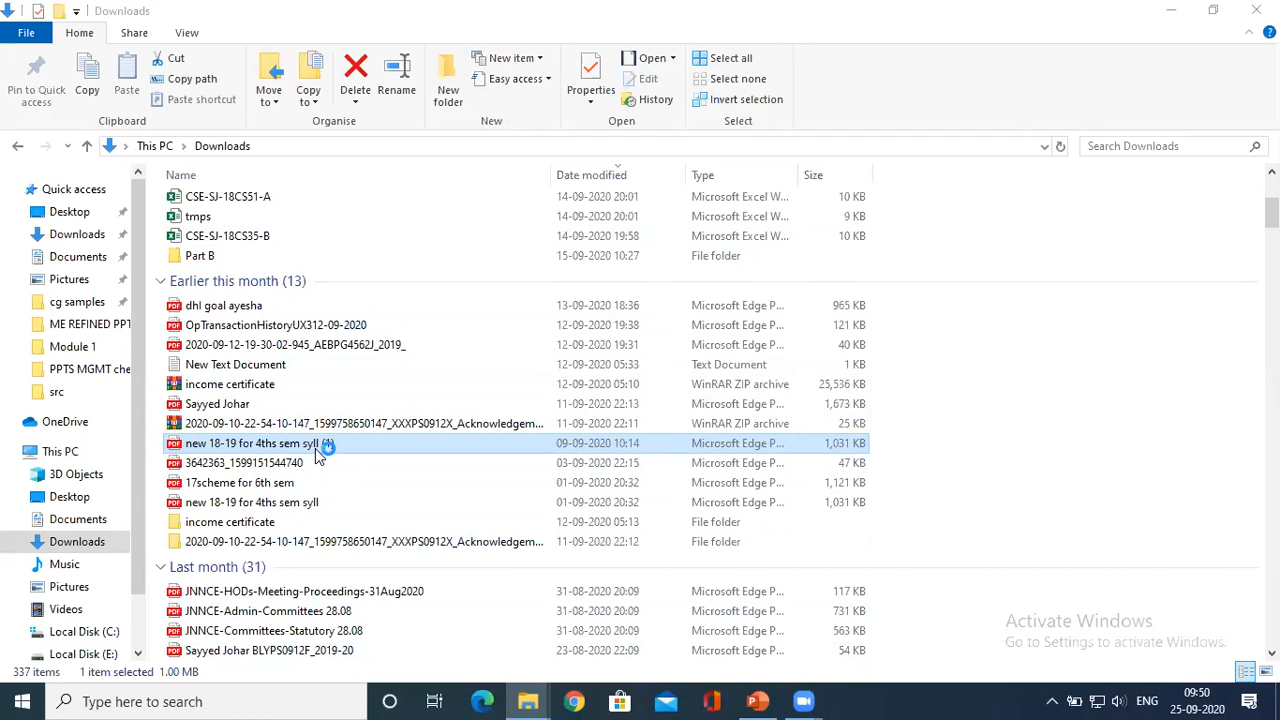 Downloads
File Home Share View
Pin to Quick access
Copy
Paste
Cut
Copy path
Paste shortcut
Clipboard
Move to
Copy to
Delete
Rename
Organise
New folder
New item
Easy access
New
Properties
Open
Edit
History
Open
Select all
Select none
Invert selection
Select
This PC Downloads
Search Downloads
Name Date modified Type Size
Quick access
Desktop
Downloads
Documents
Pictures
cg samples
ME REFINED PPT
Module 1
PPTS MGMT che
src
OneDrive
This PC
3D Objects
Desktop
Documents
Downloads
Music
Pictures
Videos
Local Disk (C:)
Local Disk (E:)
CSE-SJ-18CS51-A 14-09-2020 20:01 Microsoft Excel W... 10 KB
tmps 14-09-2020 20:01 Microsoft Excel W... 9 KB
CSE-SJ-18CS35-B 14-09-2020 19:58 Microsoft Excel W... 10 KB
Part B 15-09-2020 10:27 File folder
Earlier this month (13)
dhl goal ayesha 13-09-2020 18:36 Microsoft Edge P... 965 KB
OpTransactionHistoryUX312-09-2020 12-09-2020 19:38 Microsoft Edge P... 121 KB
2020-09-12-19-30-02-945_AEBPG4562J_2019_ 12-09-2020 19:31 Microsoft Edge P... 40 KB
New Text Document 12-09-2020 05:33 Text Document 1 KB
income certificate 12-09-2020 05:10 WinRAR ZIP archive 25,536 KB
Sayyed Johar 11-09-2020 22:13 Microsoft Edge P... 1,673 KB
2020-09-10-22-54-10-147_1599758650147_XXXPS0912X_Acknowledgem... 11-09-2020 22:11 WinRAR ZIP archive 25 KB
new 18-19 for 4ths sem syll (1) 09-09-2020 10:14 Microsoft Edge P... 1,031 KB
3642363_1599151544740 03-09-2020 22:15 Microsoft Edge P... 47 KB
17scheme for 6th sem 01-09-2020 20:32 Microsoft Edge P... 1,121 KB
new 18-19 for 4ths sem syll 01-09-2020 20:32 Microsoft Edge P... 1,031 KB
income certificate 12-09-2020 05:13 File folder
2020-09-10-22-54-10-147_1599758650147_XXXPS0912X_Acknowledgem... 11-09-2020 22:12 File folder
Last month (31)
JNNCE-HODs-Meeting-Proceedings-31Aug2020 31-08-2020 20:09 Microsoft Edge P... 117 KB
JNNCE-Admin-Committees 28.08 31-08-2020 20:09 Microsoft Edge P... 731 KB
JNNCE-Committees-Statutory 28.08 31-08-2020 20:09 Microsoft Edge P... 563 KB
Sayyed Johar BLYPS0912F_2019-20 23-08-2020 22:09 Microsoft Edge P... 54 KB
Activate Windows
Go to Settings to activate Windows.
337 items 1 item selected 1.00 MB
Type here to search
ENG
09:50
25-09-2020